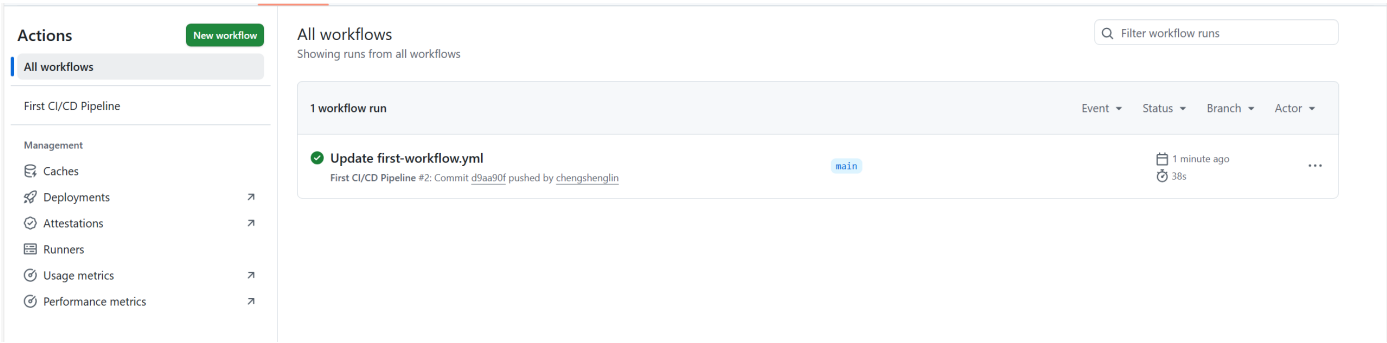 Actions
New workflow
All workflows
First CI/CD Pipeline
Management
Caches
Deployments
Attestations
Runners
Usage metrics
Performance metrics
All workflows
Showing runs from all workflows
Filter workflow runs
1 workflow run
Event Status Branch Actor
Update first-workflow.yml
First CI/CD Pipeline #2: Commit d9aa90f pushed by chengshenglin
main
1 minute ago
38s